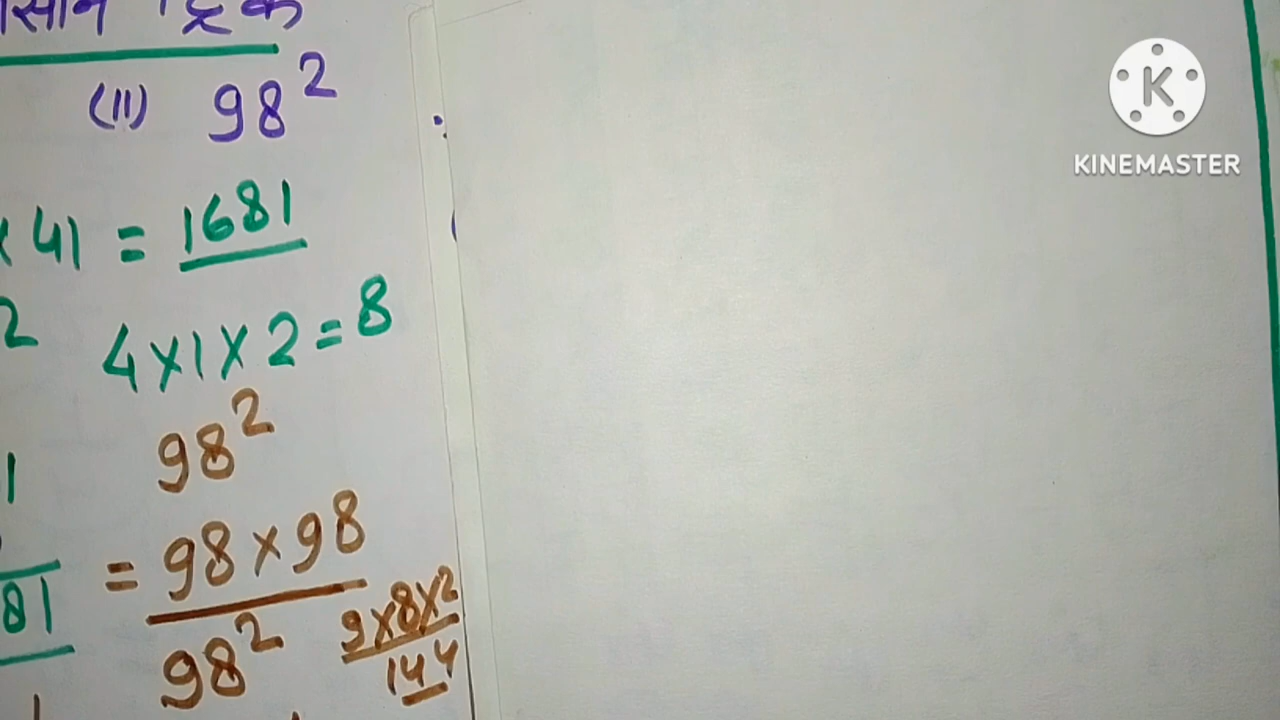 (II) 98²
× 41 = 1681
2 4×1×2=8
98²
1
= 98×98
81
98² 9×8×2
144
K
KINEMASTER